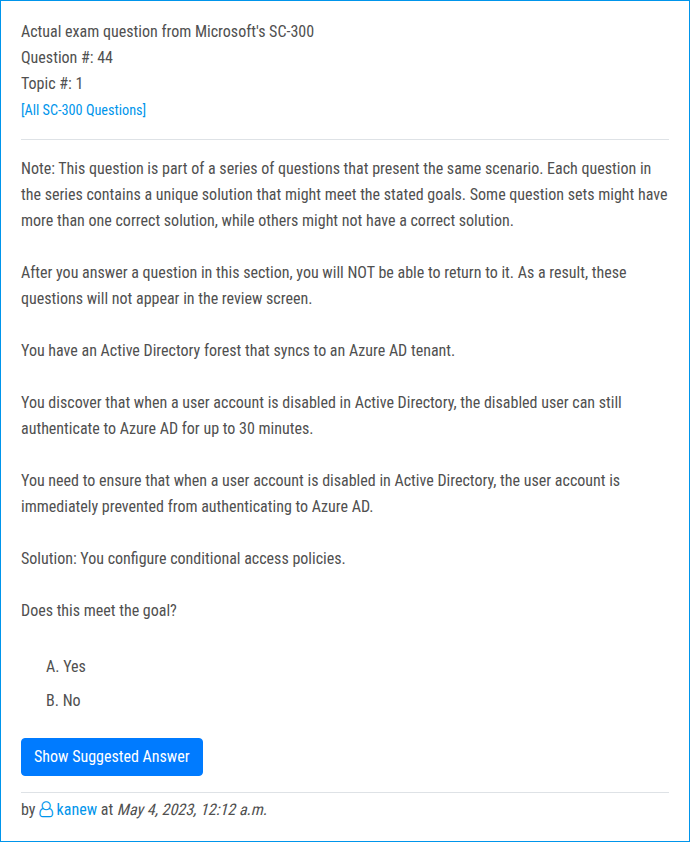 Actual exam question from Microsoft's SC-300
Question #: 44
Topic #: 1
[All SC-300 Questions]
Note: This question is part of a series of questions that present the same scenario. Each question in
the series contains a unique solution that might meet the stated goals. Some question sets might have
more than one correct solution, while others might not have a correct solution.
After you answer a question in this section, you will NOT be able to return to it. As a result, these
questions will not appear in the review screen.
You have an Active Directory forest that syncs to an Azure AD tenant.
You discover that when a user account is disabled in Active Directory, the disabled user can still
authenticate to Azure AD for up to 30 minutes.
You need to ensure that when a user account is disabled in Active Directory, the user account is
immediately prevented from authenticating to Azure AD.
Solution: You configure conditional access policies.
Does this meet the goal?
A. Yes
B. No
Show Suggested Answer
by kanew at May 4, 2023, 12:12 a.m.